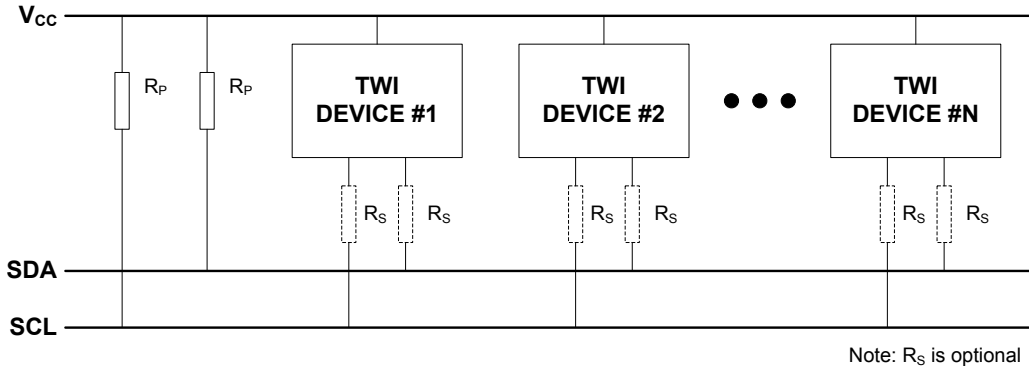 VCC
RP RP
TWI DEVICE #1
TWI DEVICE #2
TWI DEVICE #N
RS RS RS RS RS RS
SDA
SCL
Note: RS is optional